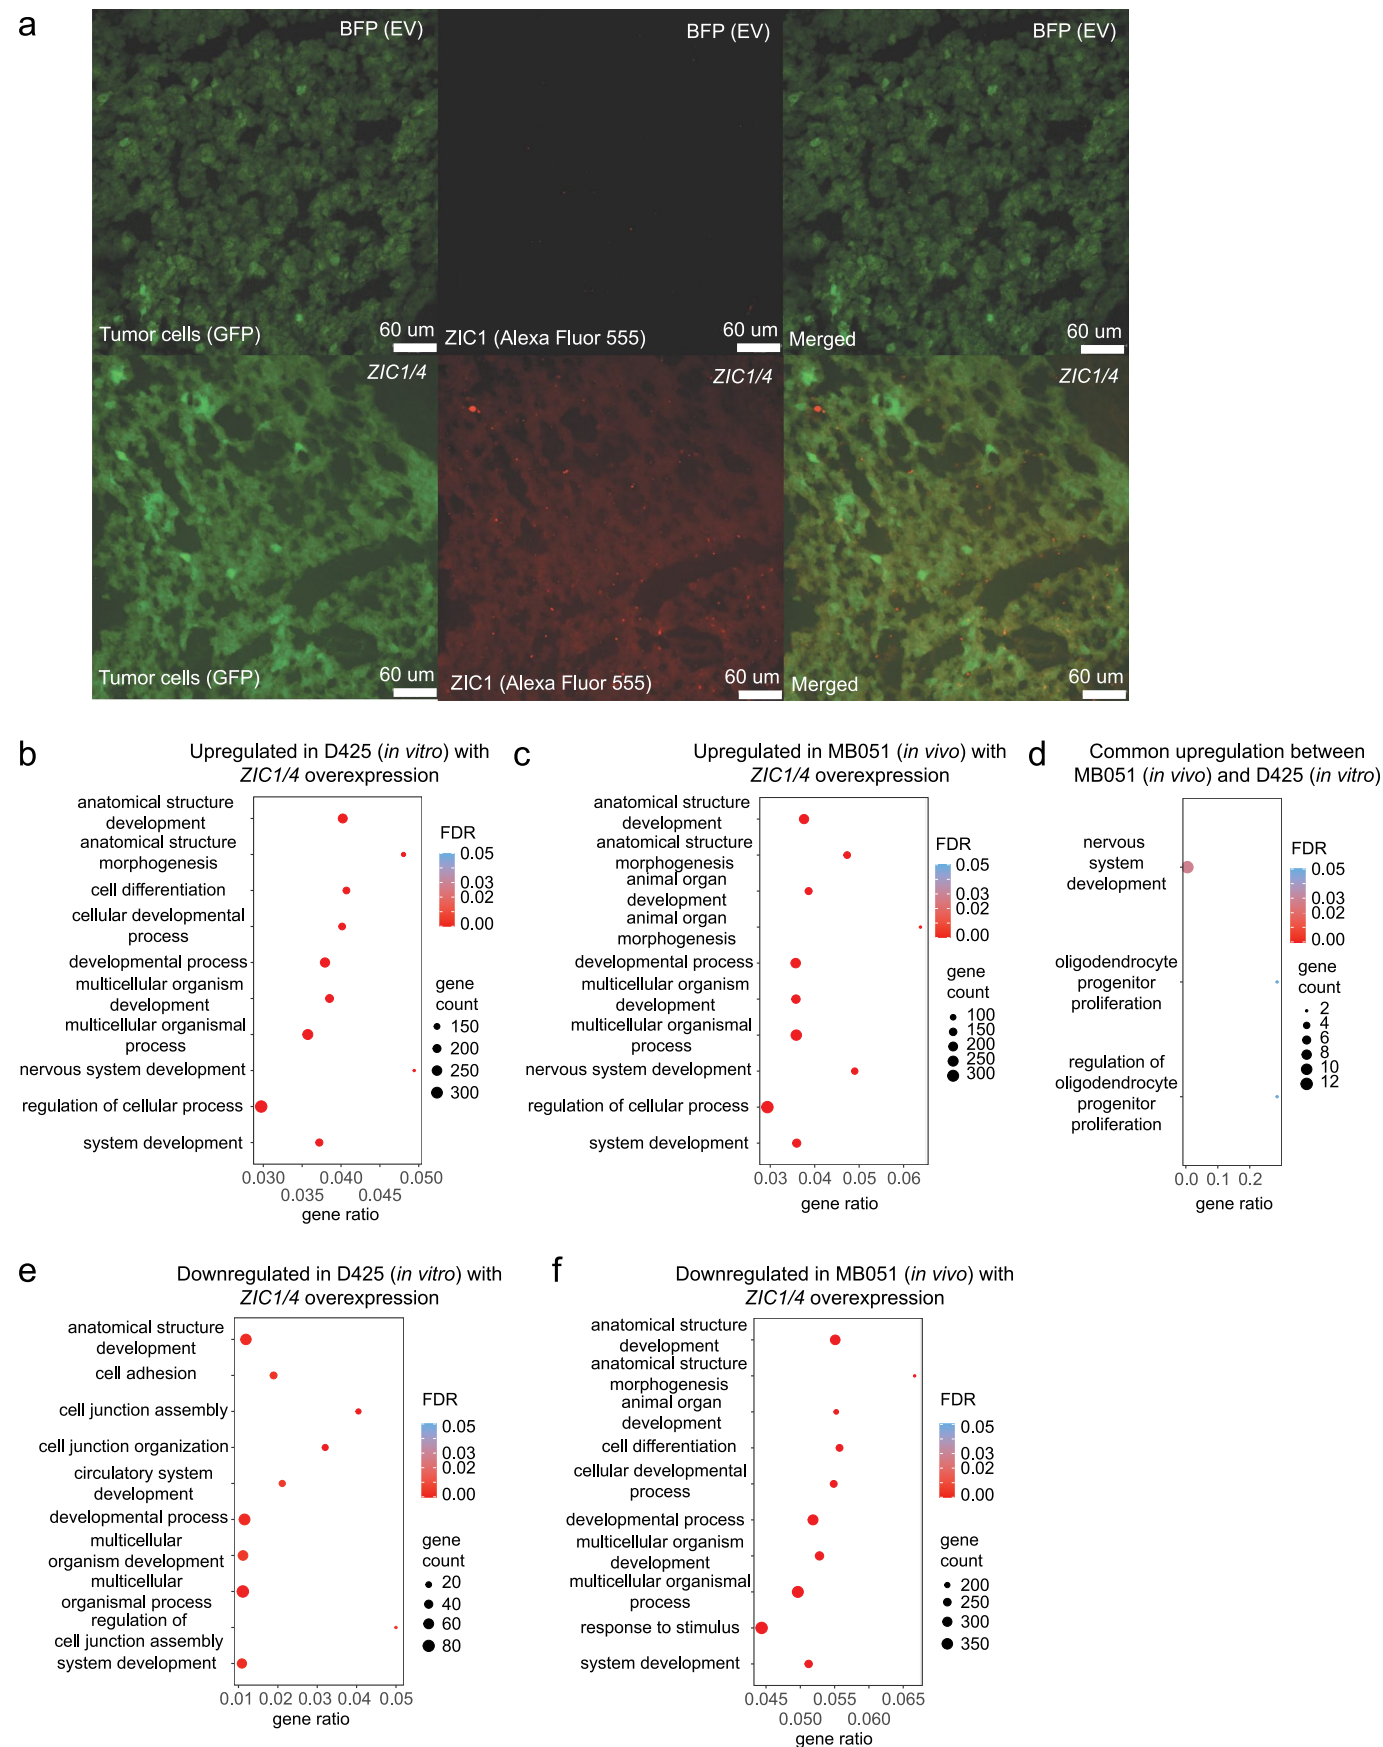 a
BFP (EV)
BFP (EV)
BFP (EV)
Tumor cells (GFP)
60 um
ZIC1 (Alexa Fluor 555)
60 um
Merged
60 um
ZIC1/4
ZIC1/4
ZIC1/4
Tumor cells (GFP)
60 um
ZIC1 (Alexa Fluor 555)
60 um
Merged
60 um
b
Upregulated in D425 (in vitro) with
ZIC1/4 overexpression
anatomical structure
development
anatomical structure
morphogenesis
cell differentiation
cellular developmental
process
developmental process
multicellular organism
development
multicellular organismal
process
nervous system development
regulation of cellular process
system development
0.030
0.040
0.050
0.035
0.045
gene ratio
FDR
0.05
0.03
0.02
0.00
gene
count
150
200
250
300
c
Upregulated in MB051 (in vivo) with
ZIC1/4 overexpression
anatomical structure
development
anatomical structure
morphogenesis
animal organ
development
animal organ
morphogenesis
developmental process
multicellular organism
development
multicellular organismal
process
nervous system development
regulation of cellular process
system development
0.03
0.04
0.05
0.06
gene ratio
FDR
0.05
0.03
0.02
0.00
gene
count
100
150
200
250
300
d
Common upregulation between
MB051 (in vivo) and D425 (in vitro)
nervous
system
development
oligodendrocyte
progenitor
proliferation
regulation of
oligodendrocyte
progenitor
proliferation
0.0
0.1
0.2
gene ratio
FDR
0.05
0.03
0.02
0.00
gene
count
2
4
6
8
10
12
e
Downregulated in D425 (in vitro) with
ZIC1/4 overexpression
anatomical structure
development
cell adhesion
cell junction assembly
cell junction organization
circulatory system
development
developmental process
multicellular
organism development
multicellular
organismal process
regulation of
cell junction assembly
system development
0.01
0.02
0.03
0.04
0.05
gene ratio
FDR
0.05
0.03
0.02
0.00
gene
count
20
40
60
80
f
Downregulated in MB051 (in vivo) with
ZIC1/4 overexpression
anatomical structure
development
anatomical structure
morphogenesis
animal organ
development
cell differentiation
cellular developmental
process
developmental process
multicellular organism
development
multicellular organismal
process
response to stimulus
system development
0.045
0.055
0.065
0.050
0.060
gene ratio
FDR
0.05
0.03
0.02
0.00
gene
count
200
250
300
350